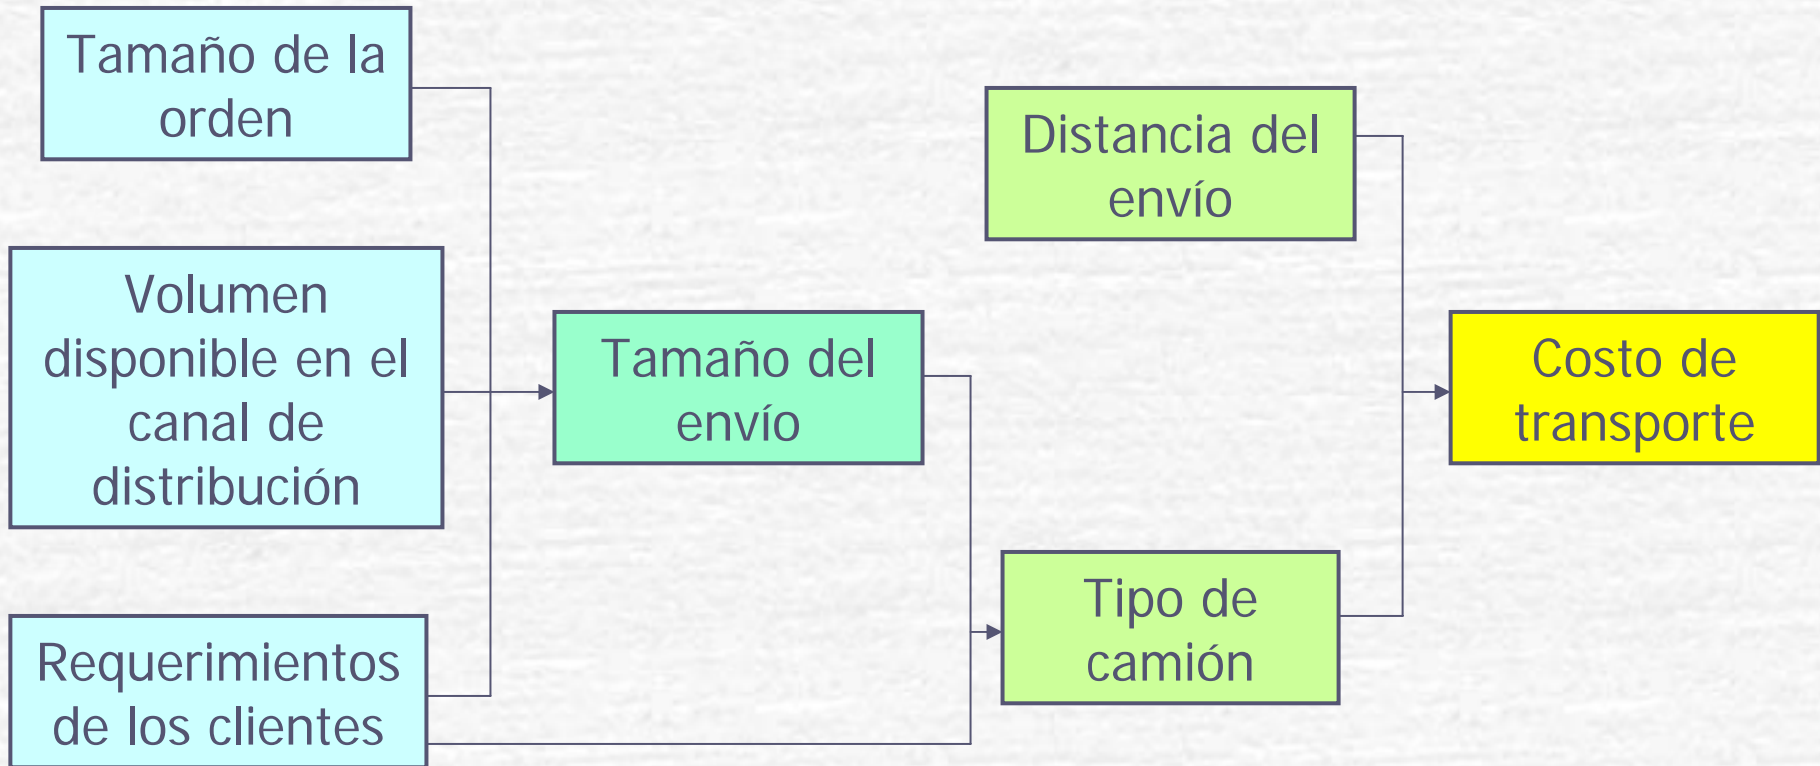 Tamaño de la
orden
Volumen
disponible en el
canal de
distribución
Requerimientos
de los clientes
Tamaño del
envío
Distancia del
envío
Tipo de
camión
Costo de
transporte